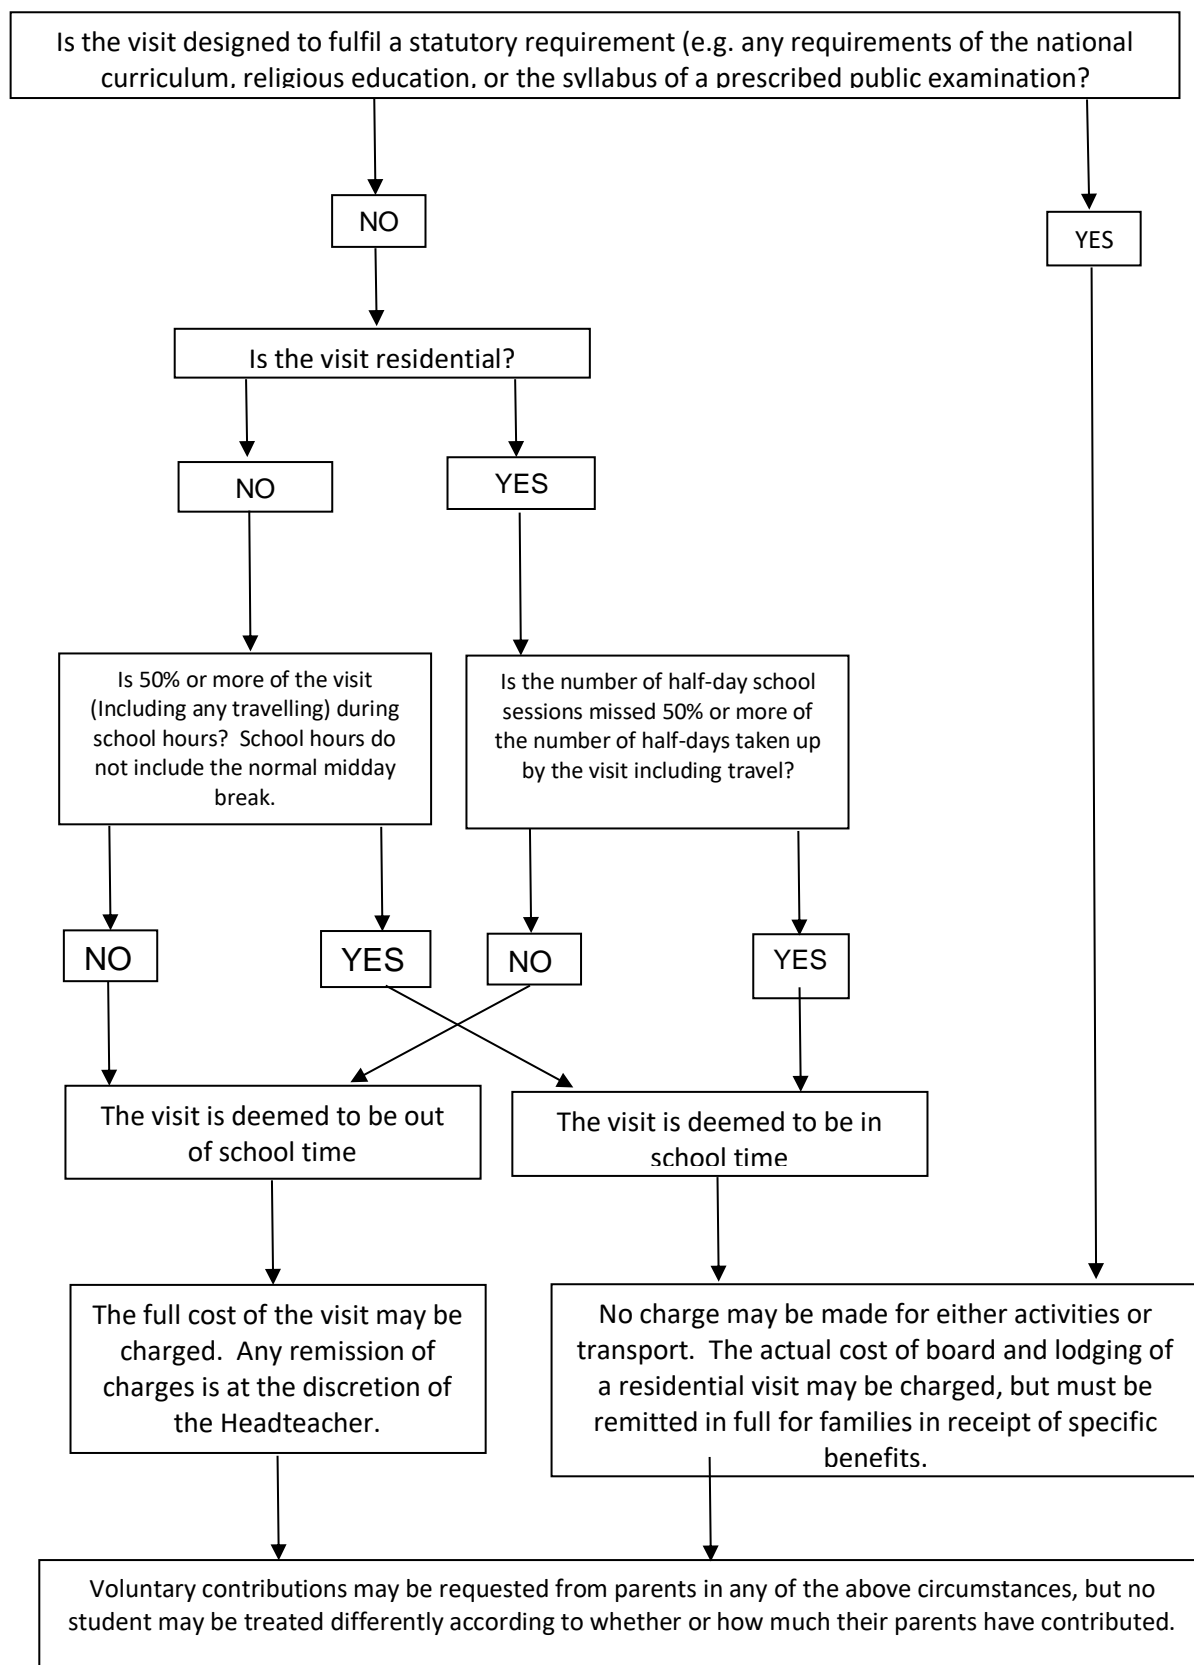 Is the visit designed to fulfil a statutory requirement (e.g. any requirements of the national
curriculum, religious education, or the syllabus of a prescribed public examination?
NO
YES
Is the visit residential?
NO
YES
Is 50% or more of the visit
(Including any travelling) during
school hours? School hours do
not include the normal midday
break.
Is the number of half-day school
sessions missed 50% or more of
the number of half-days taken up
by the visit including travel?
NO
YES
NO
YES
The visit is deemed to be out
of school time
The visit is deemed to be in
school time
The full cost of the visit may be
charged. Any remission of
charges is at the discretion of
the Headteacher.
No charge may be made for either activities or
transport. The actual cost of board and lodging of
a residential visit may be charged, but must be
remitted in full for families in receipt of specific
benefits.
Voluntary contributions may be requested from parents in any of the above circumstances, but no
student may be treated differently according to whether or how much their parents have contributed.